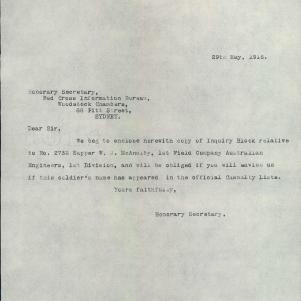 29th May, 1916.
Honorary Secretary,
Red Cross Information Bureau,
Woodstock Chambers,
88 Pitt Street,
SYDNEY.
Dear Sir,
We beg to enclose herewith copy of Inquiry Block relative
to No. 2738 Sapper W. J. 1st Field Company Australian
Engineers, 1st Division, and will be obliged if you will advise us
if this soldier's name has appeared in the official Casualty Lists.
Yours faithfully,
Honorary Secretary.